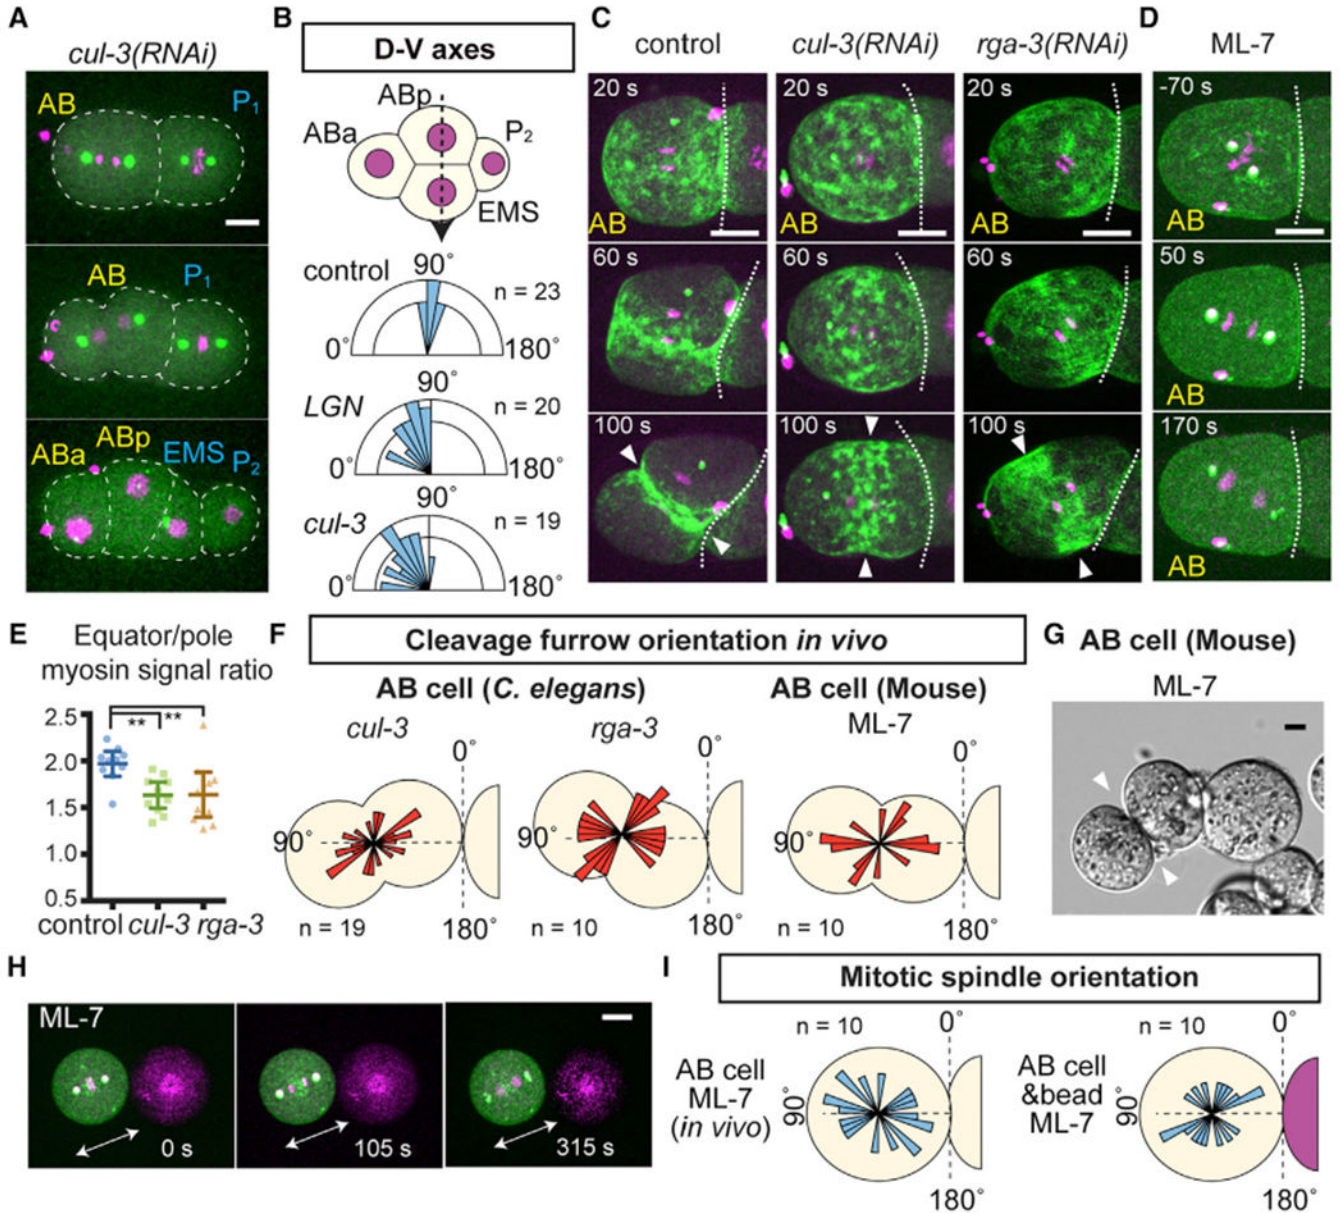 A
cul-3(RNAi)
AB
P1
AB
P1
ABa
ABp
EMS
P2
B
D-V axes
ABp
ABa
P2
EMS
control
90°
n = 23
0°
180°
LGN
90°
n = 20
0°
180°
cul-3
90°
n = 19
0°
180°
C
control
cul-3(RNAi)
rga-3(RNAi)
20 s
20 s
20 s
AB
AB
AB
60 s
60 s
60 s
100 s
100 s
100 s
D
ML-7
-70 s
AB
50 s
AB
170 s
AB
E
Equator/pole
myosin signal ratio
** **
2.5
2.0
1.5
1.0
0.5
control cul-3 rga-3
F
Cleavage furrow orientation in vivo
AB cell (C. elegans)
AB cell (Mouse)
cul-3
rga-3
ML-7
0°
90°
n = 19
180°
0°
90°
n = 10
180°
0°
90°
n = 10
180°
G
AB cell (Mouse)
ML-7
H
ML-7
0 s
105 s
315 s
I
Mitotic spindle orientation
n = 10
0°
AB cell
ML-7
(in vivo)
90°
180°
n = 10
0°
AB cell
&bead
ML-7
90°
180°